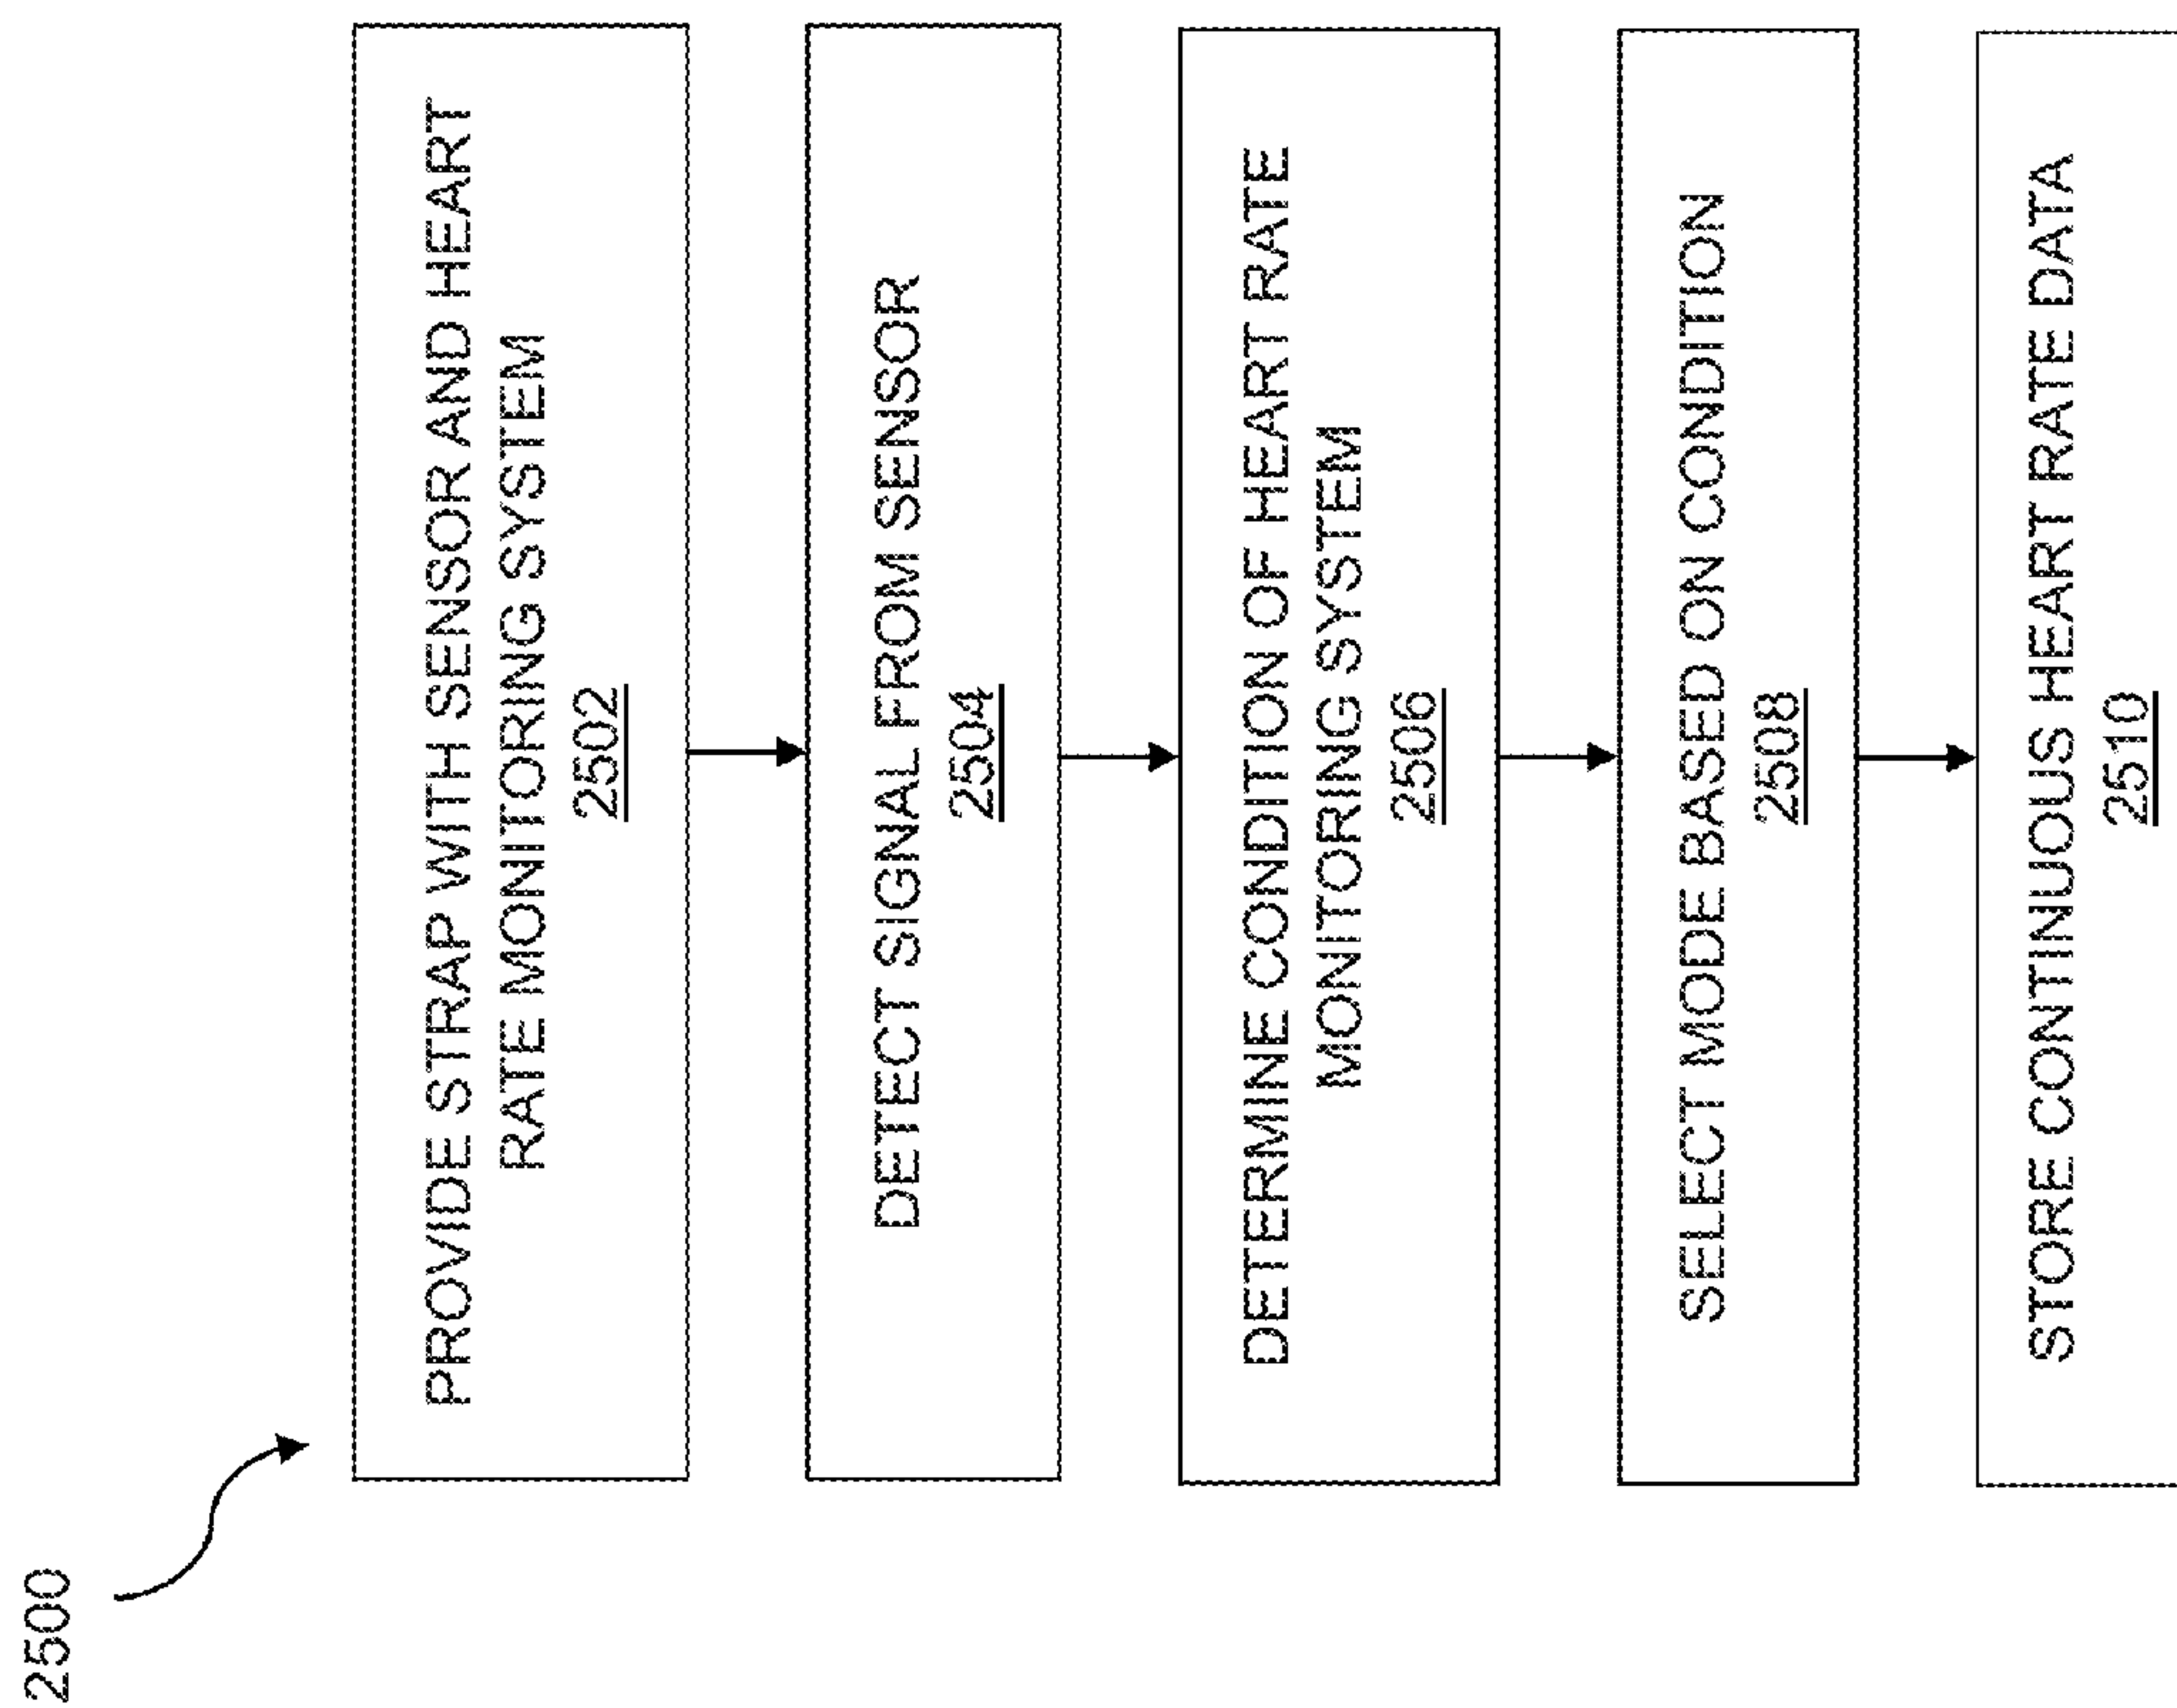 2500
PROVIDE STRAP WITH SENSOR AND HEART
RATE MONITORING SYSTEM
2502
DETECT SIGNAL FROM SENSOR
2504
DETERMINE CONDITION OF HEART RATE
MONITORING SYSTEM
2506
SELECT MODE BASED ON CONDITION
2508
STORE CONTINUOUS HEART RATE DATA
2510